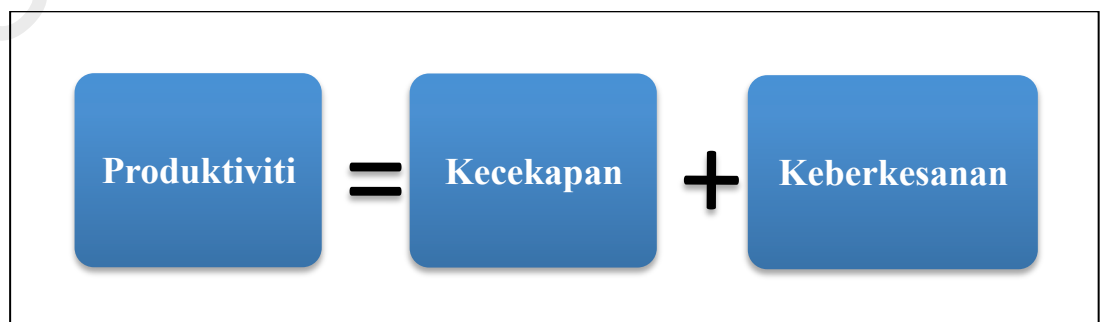 Produktiviti = Kecekapan + Keberkesanan